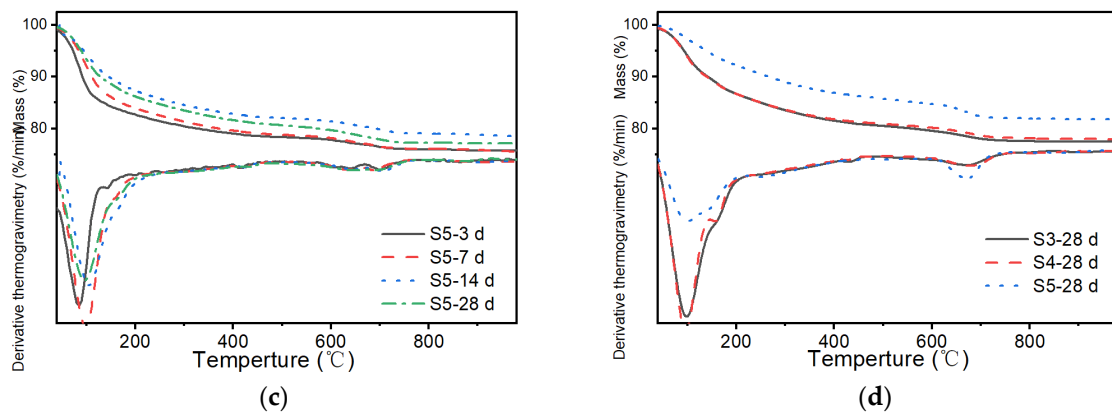 100
90
80
Derivative thermogravimetry (%/min) Mass (%)
S5-3 d
S5-7 d
S5-14 d
S5-28 d
200 400 600 800
Temperture (℃)
(c)
100
90
80
Derivative thermogravimetry (%/min) Mass (%)
S3-28 d
S4-28 d
S5-28 d
200 400 600 800
Temperture (℃)
(d)